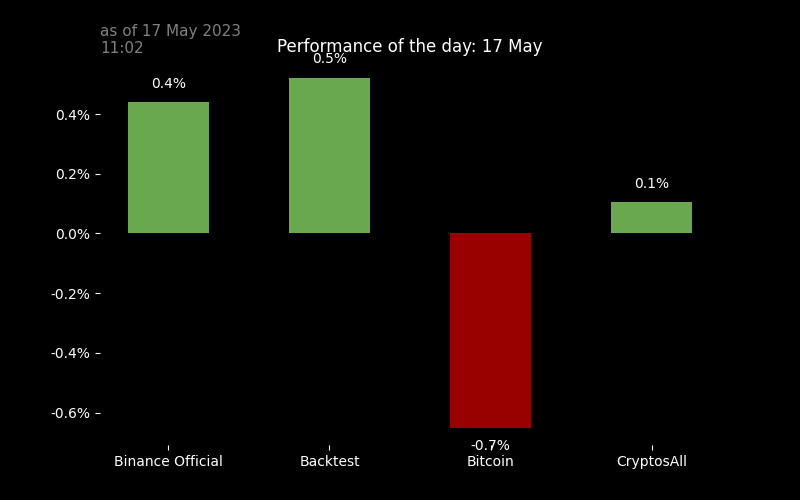 as of 17 May 2023
11:02
Performance of the day: 17 May
0.4%
0.5%
0.1%
-0.7%
0.4%
0.2%
0.0%
-0.2%
-0.4%
-0.6%
Binance Official
Backtest
Bitcoin
CryptosAll